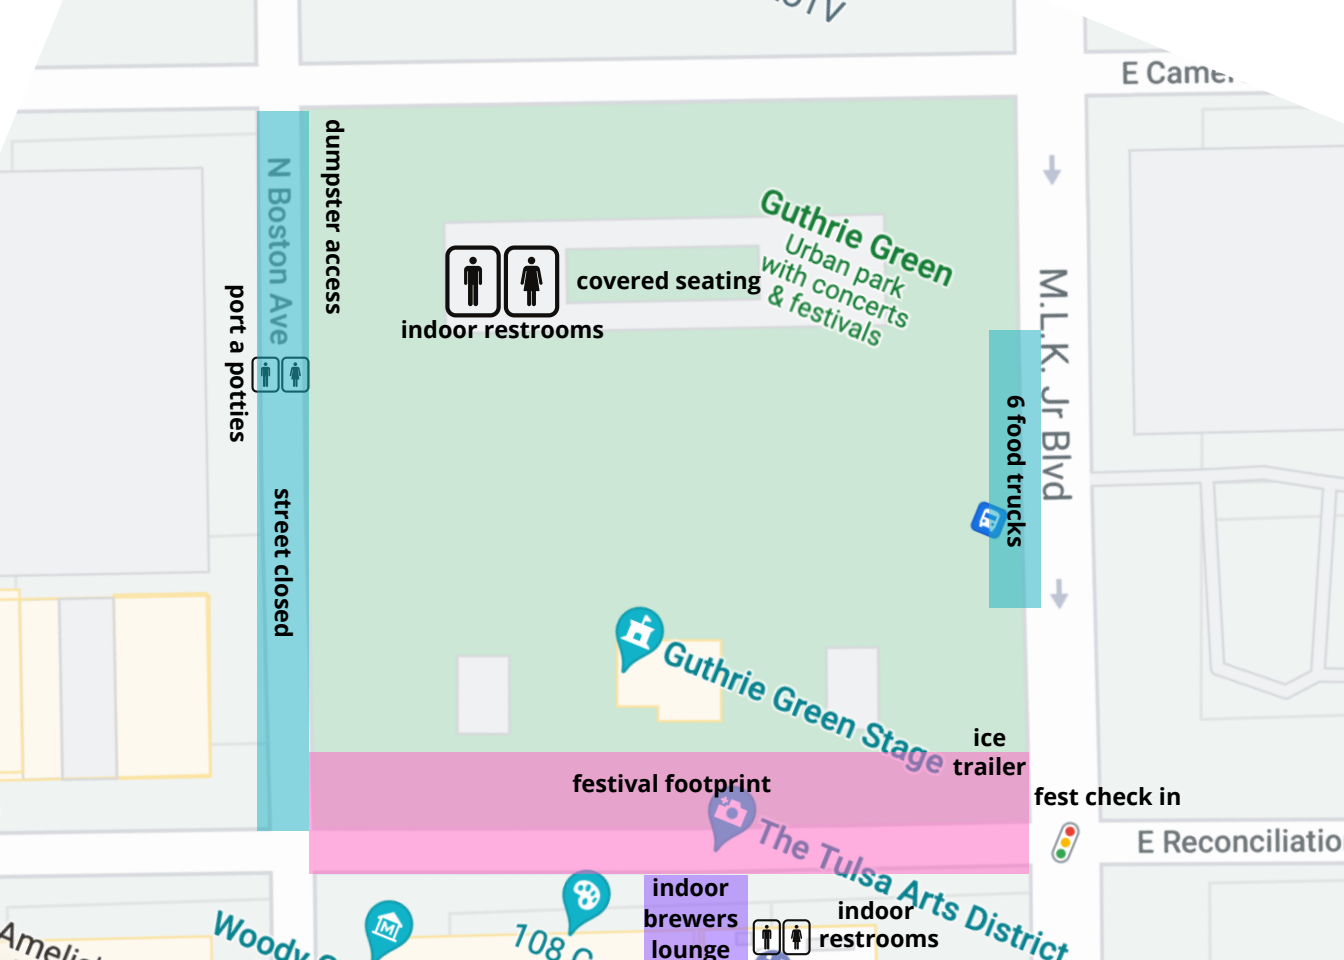 E Came
N Boston Ave
dumpster access
Guthrie Green
Urban park
with concerts
& festivals
covered seating
indoor restrooms
port a potties
M.L.K. Jr Blvd
6 food trucks
street closed
Guthrie Green Stage
ice
trailer
festival footprint
fest check in
The Tulsa Arts District
E Reconciliatio
indoor
brewers
lounge
indoor
restrooms
Woody
108 C
Ameli